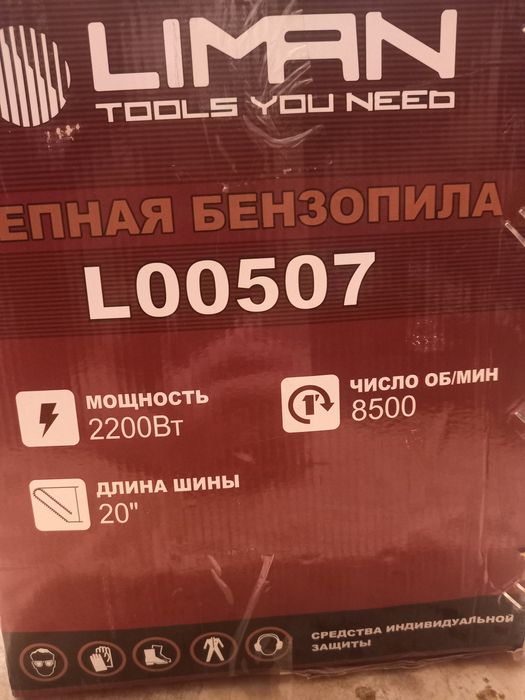 LIMAN
TOOLS YOU NEED
ЕПНАЯ БЕНЗОПИЛА
L00507
МОЩНОСТЬ
2200Вт
ЧИСЛО ОБ/МИН
8500
ДЛИНА ШИНЫ
20"
СРЕДСТВА ИНДИВИДУАЛЬНОЙ
ЗАЩИТЫ